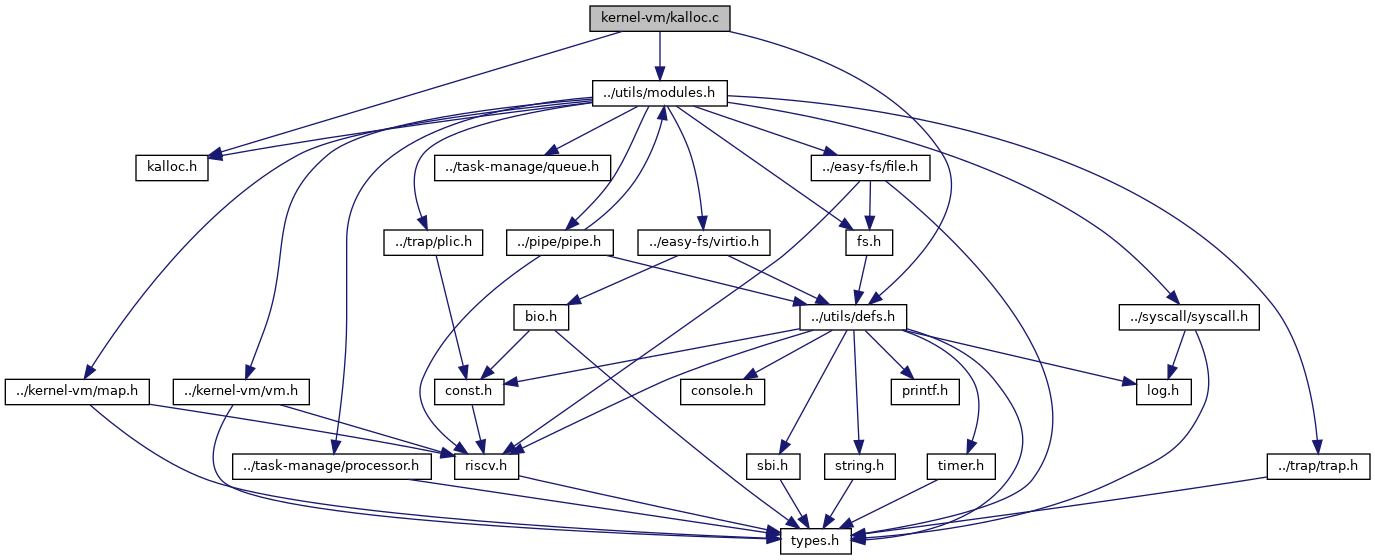 kernel-vm/kalloc.c
../utils/modules.h
kalloc.h
../task-manage/queue.h
../easy-fs/file.h
../trap/plic.h
../pipe/pipe.h
../easy-fs/virtio.h
fs.h
bio.h
../utils/defs.h
../syscall/syscall.h
../kernel-vm/map.h
../kernel-vm/vm.h
const.h
console.h
printf.h
log.h
../task-manage/processor.h
riscv.h
sbi.h
string.h
timer.h
../trap/trap.h
types.h